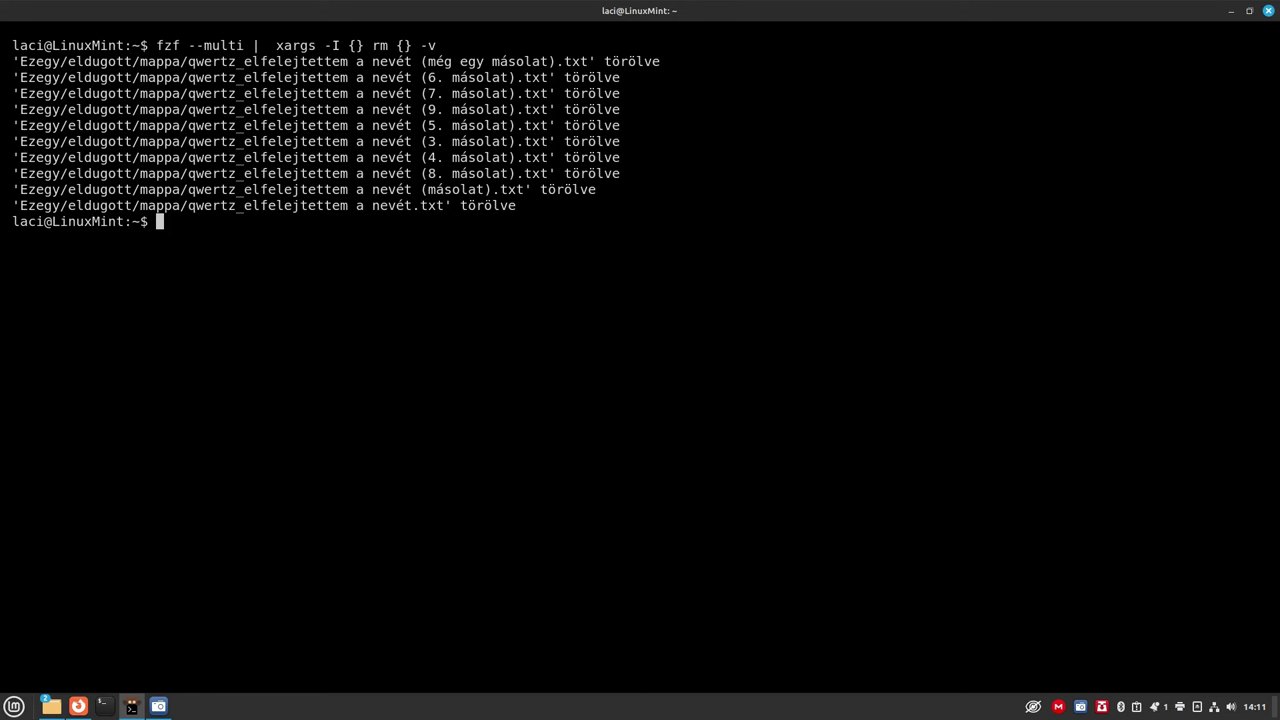 laci@LinuxMint: ~
laci@LinuxMint:~$ fzf --multi |  xargs -I {} rm {} -v
'Ezegy/eldugott/mappa/qwertz_elfelejtettem a nevét (még egy másolat).txt' törölve
'Ezegy/eldugott/mappa/qwertz_elfelejtettem a nevét (6. másolat).txt' törölve
'Ezegy/eldugott/mappa/qwertz_elfelejtettem a nevét (7. másolat).txt' törölve
'Ezegy/eldugott/mappa/qwertz_elfelejtettem a nevét (9. másolat).txt' törölve
'Ezegy/eldugott/mappa/qwertz_elfelejtettem a nevét (5. másolat).txt' törölve
'Ezegy/eldugott/mappa/qwertz_elfelejtettem a nevét (3. másolat).txt' törölve
'Ezegy/eldugott/mappa/qwertz_elfelejtettem a nevét (4. másolat).txt' törölve
'Ezegy/eldugott/mappa/qwertz_elfelejtettem a nevét (8. másolat).txt' törölve
'Ezegy/eldugott/mappa/qwertz_elfelejtettem a nevét (másolat).txt' törölve
'Ezegy/eldugott/mappa/qwertz_elfelejtettem a nevét.txt' törölve
laci@LinuxMint:~$
2 1 14:11